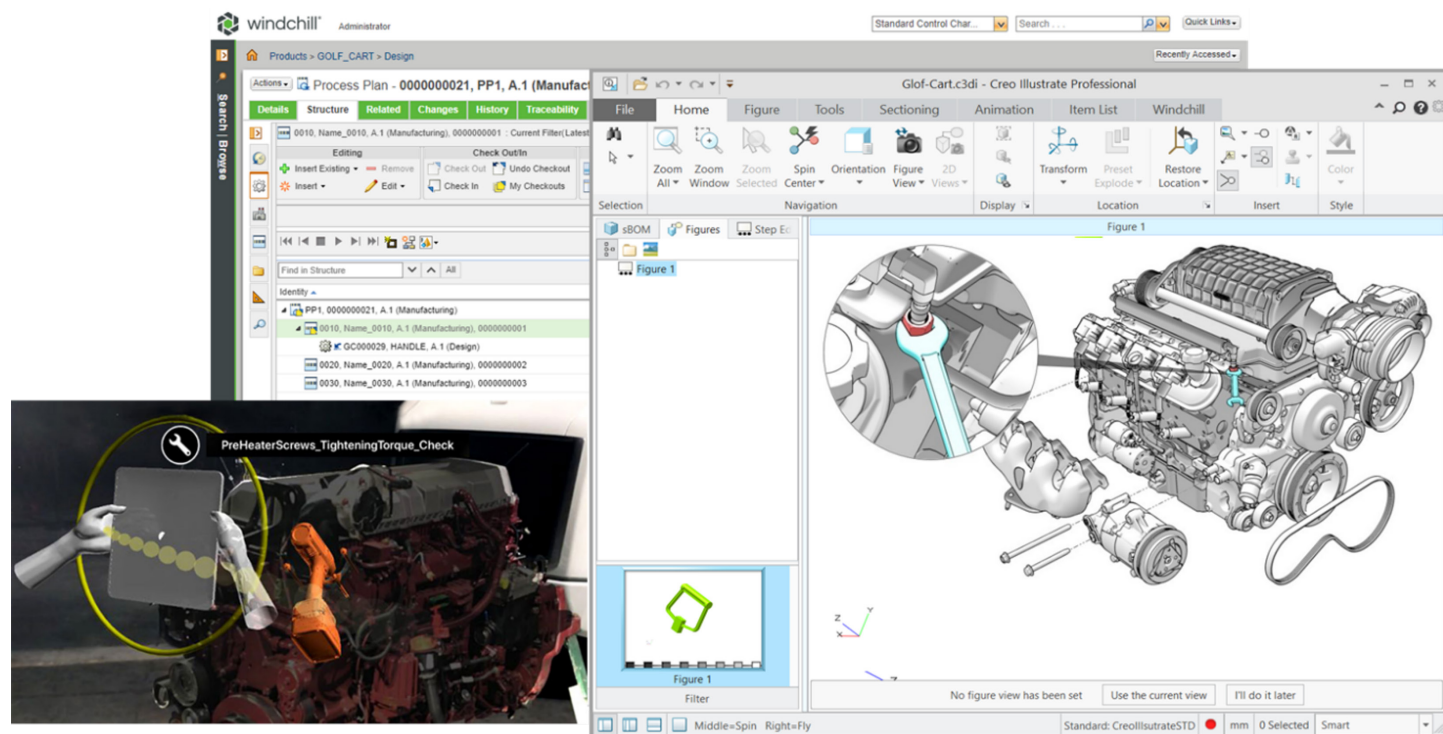 windchill
Administrator
Standard Control Char...
Search . . .
Quick Links
Products > GOLF_CART > Design
Recently Accessed
Actions
Process Plan - 0000000021, PP1, A.1 (Manufac
Details Structure Related Changes History Traceability
0010, Name_0010, A.1 (Manufacturing), 0000000001 : Current Filter(Latest
Editing
Check Out/In
Insert Existing Remove
Check Out Undo Checkout
Insert Edit
Check In My Checkouts
Search | Browse
Find in Structure
All
Identity
PP1, 0000000021, A.1 (Manufacturing)
0010, Name_0010, A.1 (Manufacturing), 0000000001
GC000029, HANDLE, A.1 (Design)
0020, Name_0020, A.1 (Manufacturing), 0000000002
0030, Name_0030, A.1 (Manufacturing), 0000000003
PreHeaterScrews_TighteningTorque_Check
Glof-Cart.c3di - Creo Illustrate Professional
File Home Figure Tools Sectioning Animation Item List Windchill
Zoom All
Zoom Window
Zoom Selected
Spin Center
Orientation
Figure View
2D Views
Transform
Preset Explode
Restore Location
Color
Selection Navigation Display Location Insert Style
sBOM Figures Step Ec
Figure 1
Figure 1
Z Y X
Figure 1
Filter
No figure view has been set
Use the current view
I'll do it later
Middle=Spin Right=Fly
Standard: CreoIllsutrateSTD
mm
0 Selected
Smart